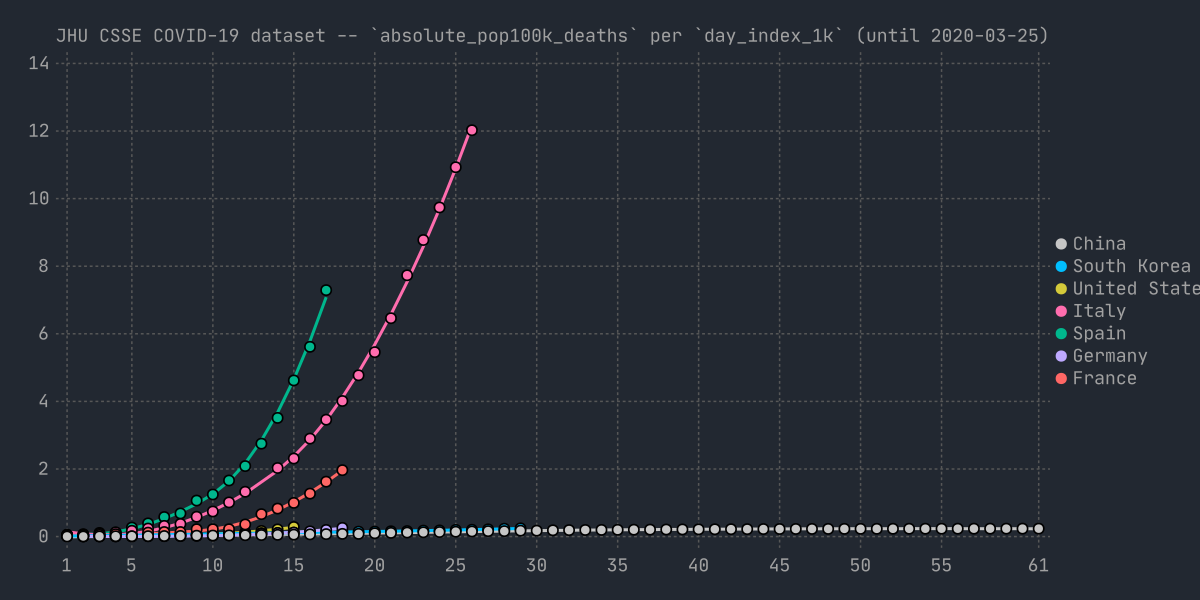 JHU CSSE COVID-19 dataset -- `absolute_pop100k_deaths` per `day_index_1k` (until 2020-03-25)
14
12
10
8
6
4
2
0
1 5 10 15 20 25 30 35 40 45 50 55 61
China
South Korea
United State
Italy
Spain
Germany
France